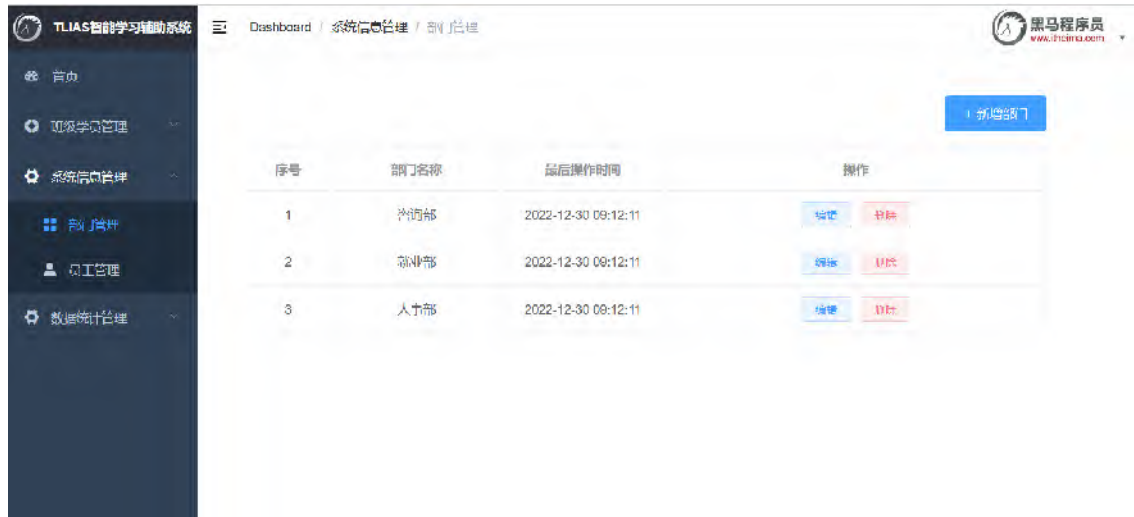 TLIAS智能学习辅助系统
Dashboard / 系统信息管理 / 部门管理
黑马程序员
www.itheima.com
首页
班级学员管理
系统信息管理
部门管理
员工管理
数据统计管理
+ 新增部门
序号 部门名称 最后操作时间 操作
1 咨询部 2022-12-30 09:12:11 编辑 删除
2 就业部 2022-12-30 09:12:11 编辑 删除
3 人事部 2022-12-30 09:12:11 编辑 删除